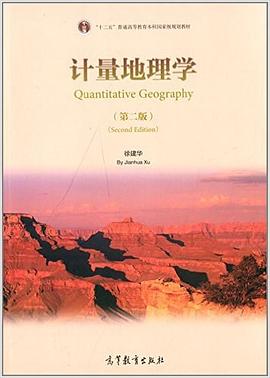 "十二五"普通高等教育本科国家级规划教材
计量地理学
Quantitative Geography
（第二版）
(Second Edition)
徐建华
By Jianhua Xu
高等教育出版社